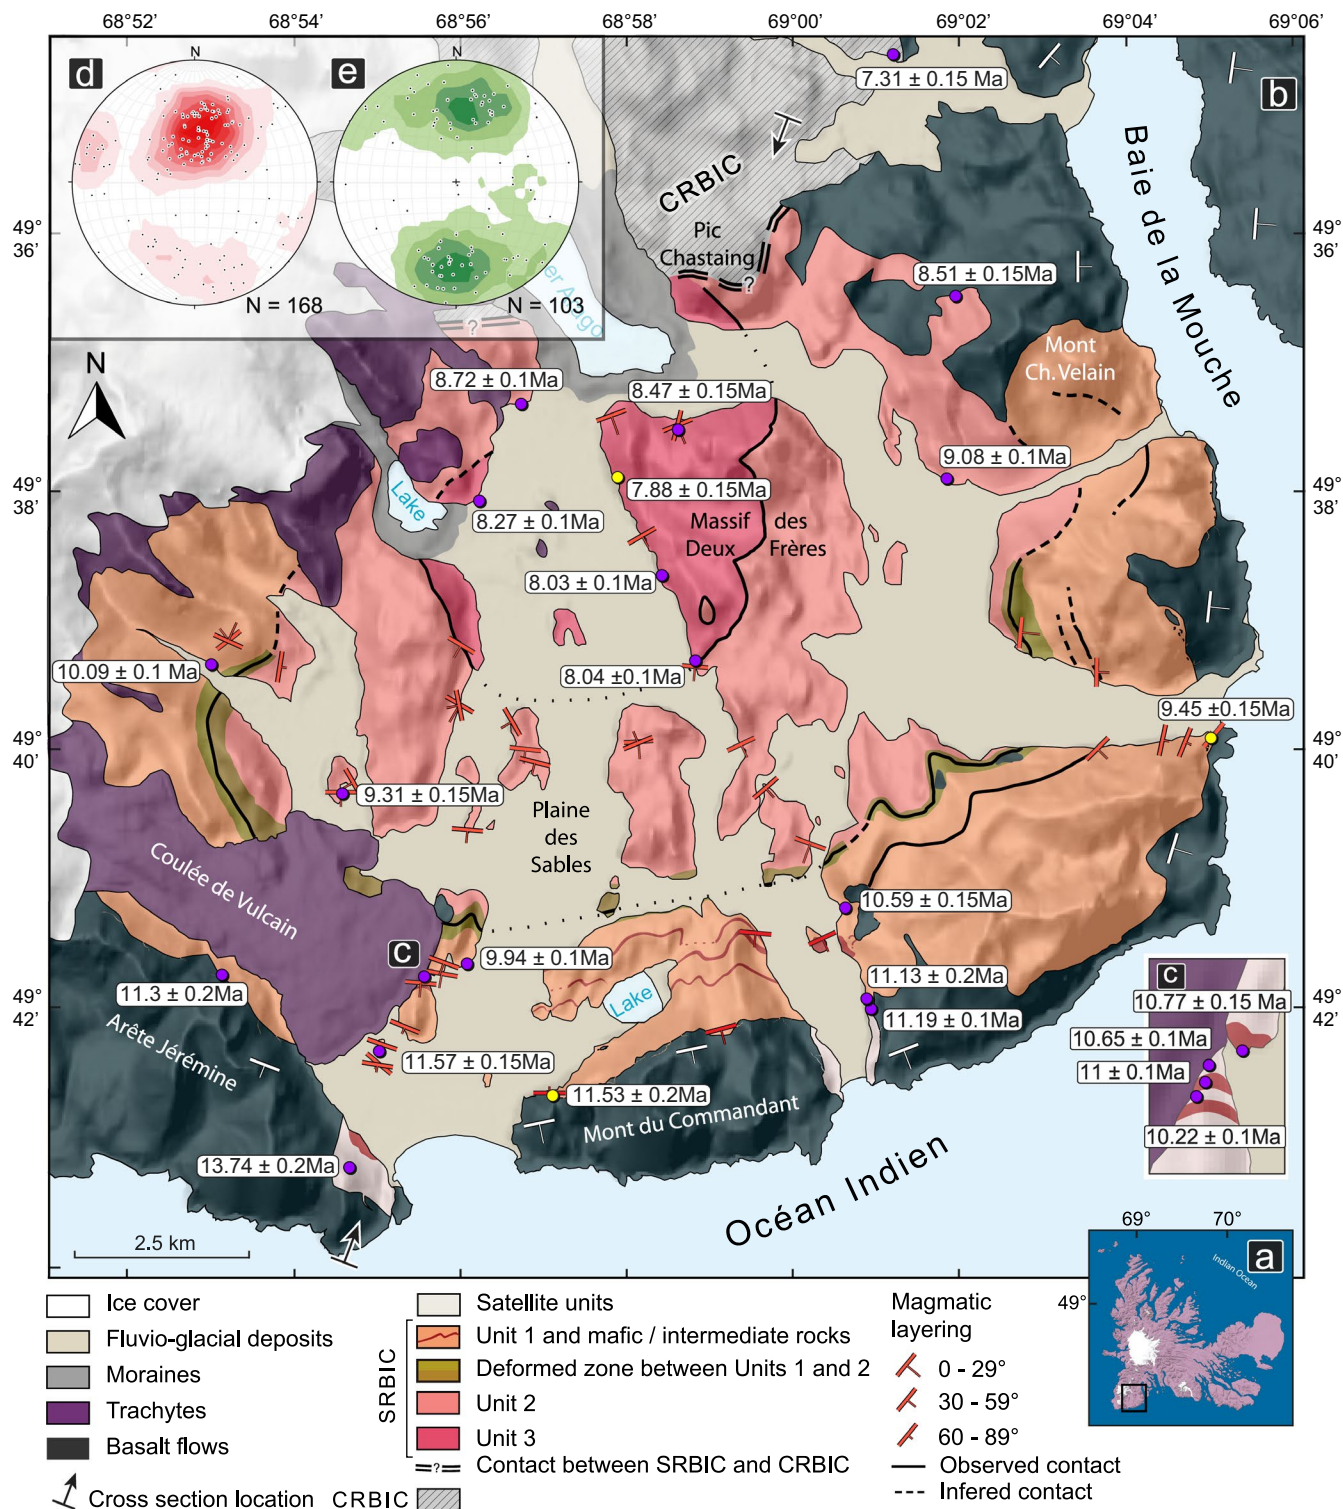 68°52' 68°54' 68°56' 68°58' 69°00' 69°02' 69°04' 69°06'
d
N
N = 168
e
N
N = 103
b
7.31 ± 0.15 Ma
CRBIC
Baie de la Mouche
49°
36'
49°
36'
Pic
Chastaing
?
8.51 ± 0.15Ma
?
N
Mont
Ch. Velain
8.72 ± 0.1Ma
8.47 ± 0.15Ma
9.08 ± 0.1Ma
49°
38'
49°
38'
Lake
7.88 ± 0.15Ma
8.27 ± 0.1Ma
Massif des
Deux Frères
8.03 ± 0.1Ma
10.09 ± 0.1 Ma
8.04 ±0.1Ma
9.45 ±0.15Ma
49°
40'
49°
40'
9.31 ± 0.15Ma
Plaine
des
Sables
Coulée de Vulcain
10.59 ± 0.15Ma
C
9.94 ± 0.1Ma
11.3 ± 0.2Ma
Lake
11.13 ± 0.2Ma
49°
42'
49°
42'
11.19 ± 0.1Ma
Arête Jérémine
11.57 ± 0.15Ma
11.53 ± 0.2Ma
Mont du Commandant
13.74 ± 0.2Ma
Océan Indien
2.5 km
C
10.77 ± 0.15 Ma
10.65 ± 0.1Ma
11 ± 0.1Ma
10.22 ± 0.1Ma
69° 70°
a
Indian Ocean
49°
Ice cover
Fluvio-glacial deposits
Moraines
Trachytes
Basalt flows
Cross section location
Satellite units
SRBIC
Unit 1 and mafic / intermediate rocks
Deformed zone between Units 1 and 2
Unit 2
Unit 3
=?= Contact between SRBIC and CRBIC
CRBIC
Magmatic
layering
0 - 29°
30 - 59°
60 - 89°
Observed contact
Infered contact